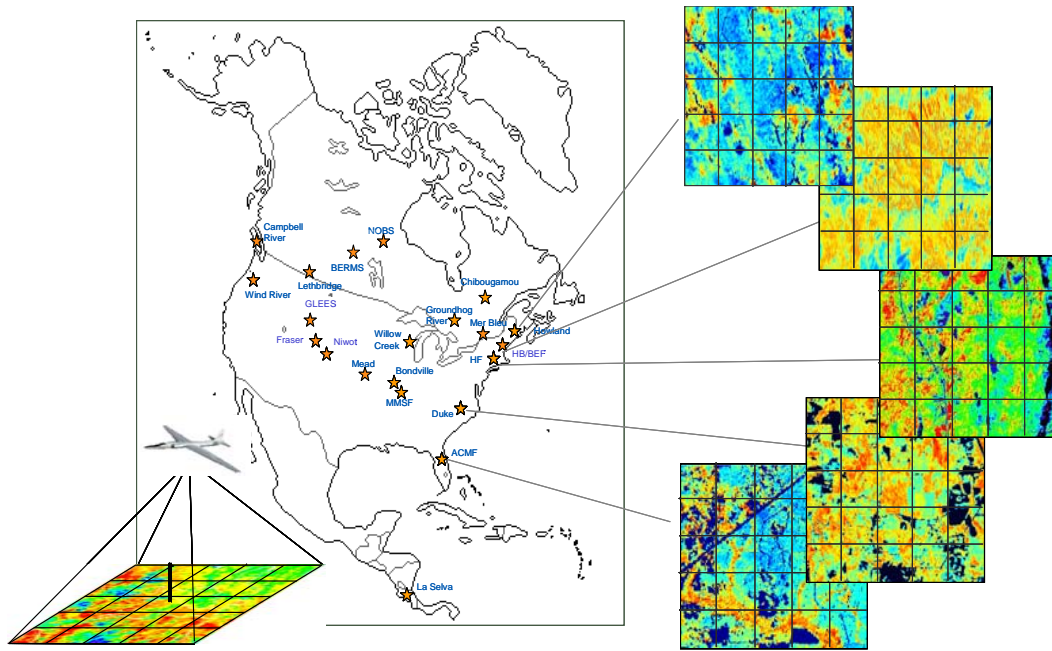 Campbell
River
NOBS
BERMS
Lethbridge
Wind River
Chibougamou
GLEES
Groundhog
River
Mer Bleu
Howland
Fraser
Niwot
Willow
Creek
HB/BEF
HF
Mead
Bondville
MMSF
Duke
ACMF
La Selva